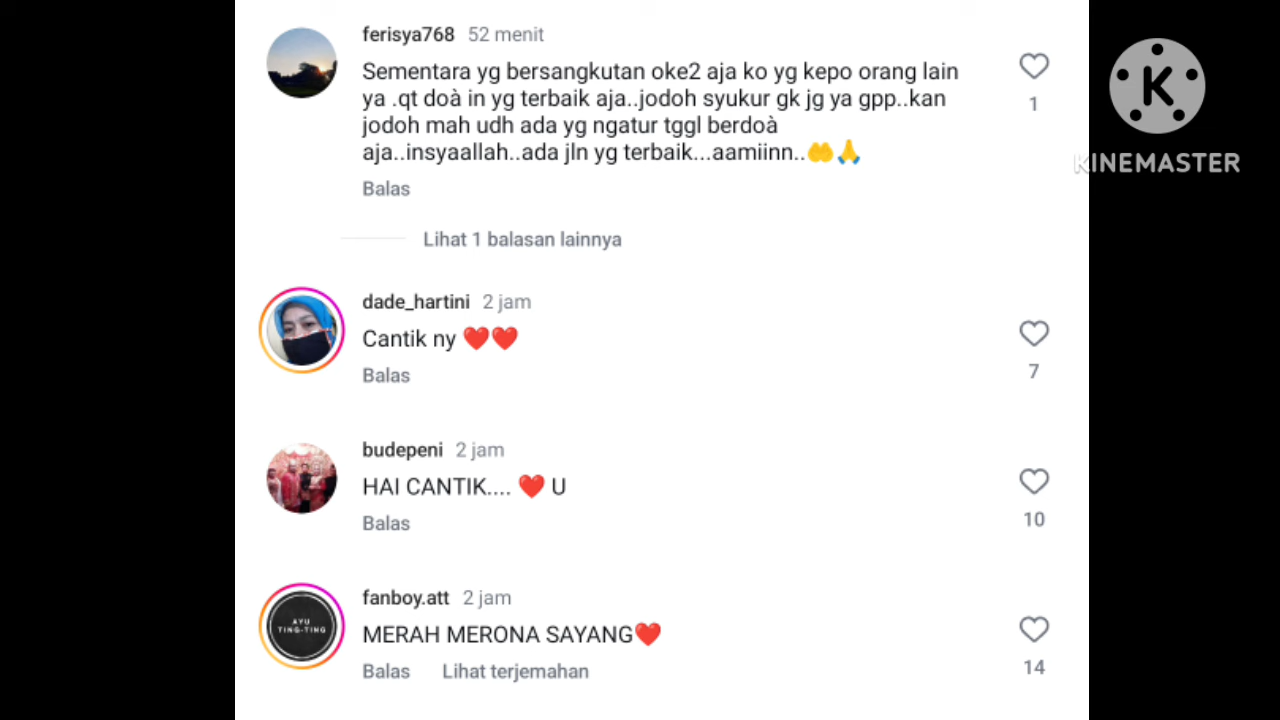 ferisya768 52 menit
Sementara yg bersangkutan oke2 aja ko yg kepo orang lain
ya .qt doà in yg terbaik aja..jodoh syukur gk jg ya gpp..kan
jodoh mah udh ada yg ngatur tggl berdoà
aja..insyaallah..ada jln yg terbaik...aamiinn..🤲🙏
1
Balas
Lihat 1 balasan lainnya
dade_hartini 2 jam
Cantik ny ❤️❤️
7
Balas
budepeni 2 jam
HAI CANTIK.... ❤️ U
10
Balas
fanboy.att 2 jam
MERAH MERONA SAYANG❤️
14
Balas Lihat terjemahan
AYU
TING-TING
K
KINEMASTER